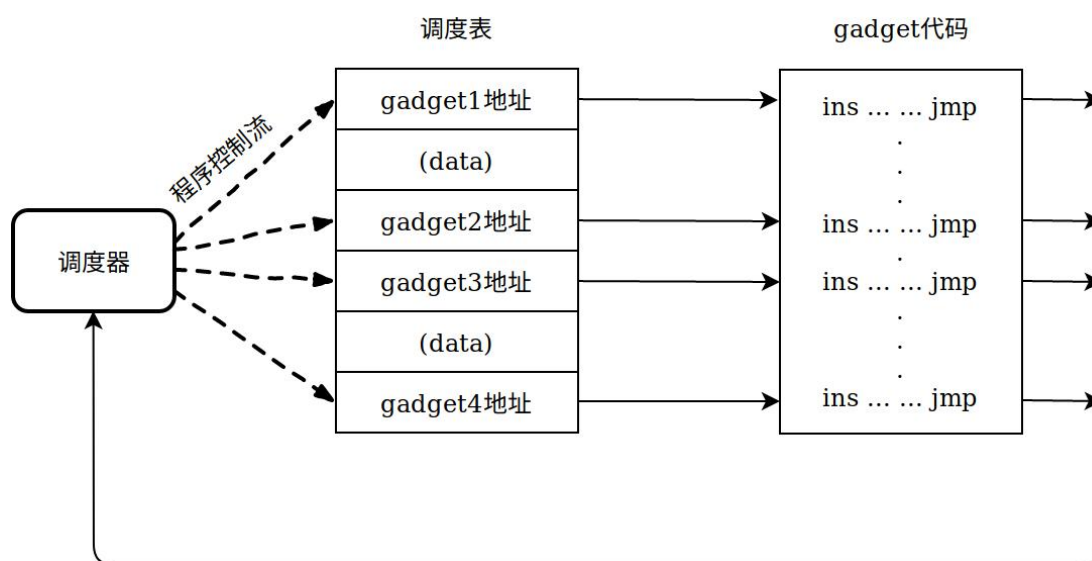 调度表
gadget代码
程序控制流
调度器
gadget1地址
(data)
gadget2地址
gadget3地址
(data)
gadget4地址
ins ... ... jmp
.
.
.
ins ... ... jmp
.
ins ... ... jmp
.
.
.
ins ... ... jmp